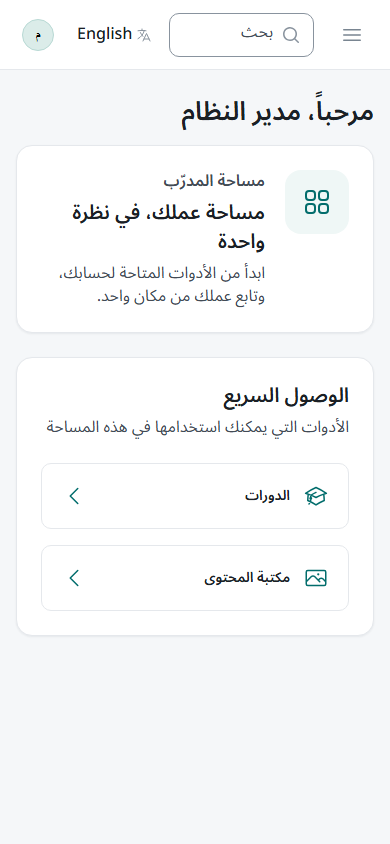 بحث
English
م
مرحباً، مدير النظام
مساحة المدرّب
مساحة عملك، في نظرة
واحدة
ابدأ من الأدوات المتاحة لحسابك،
وتابع عملك من مكان واحد.
الوصول السريع
الأدوات التي يمكنك استخدامها في هذه المساحة
الدورات
مكتبة المحتوى